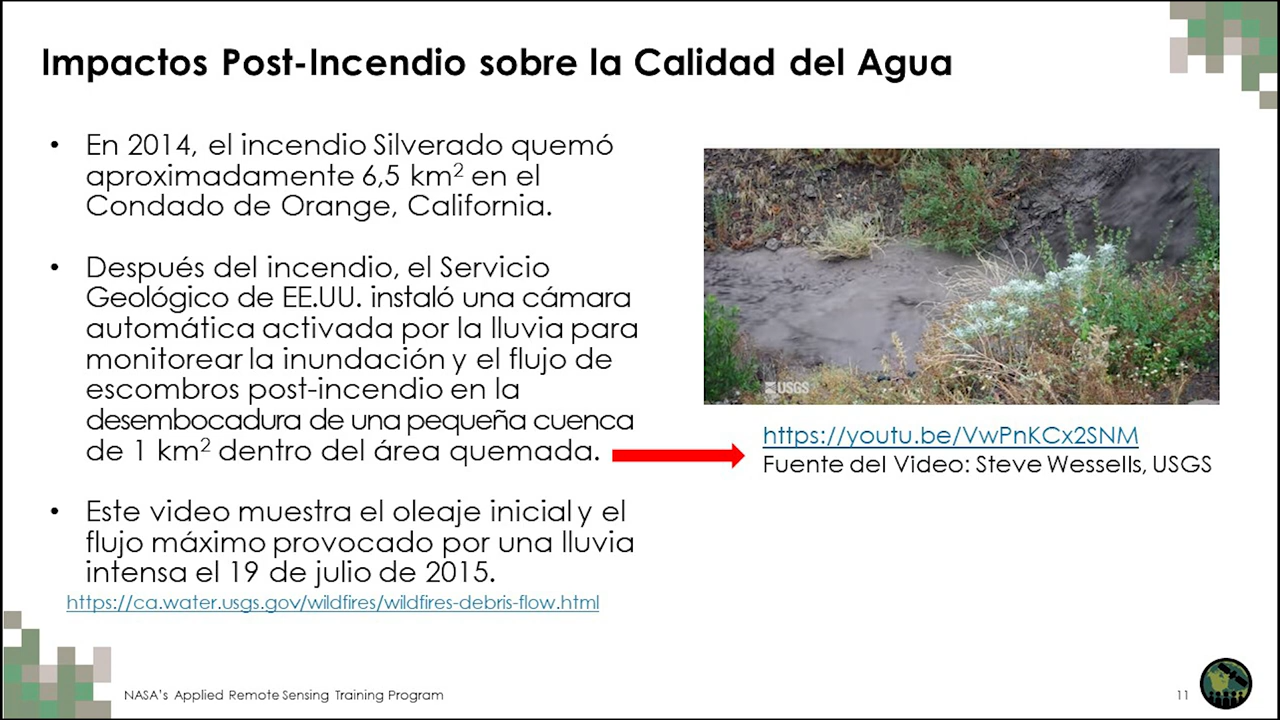 Impactos Post-Incendio sobre la Calidad del Agua
• En 2014, el incendio Silverado quemó
aproximadamente 6,5 km² en el
Condado de Orange, California.
• Después del incendio, el Servicio
Geológico de EE.UU. instaló una cámara
automática activada por la lluvia para
monitorear la inundación y el flujo de
escombros post-incendio en la
desembocadura de una pequeña cuenca
de 1 km² dentro del área quemada.
• Este video muestra el oleaje inicial y el
flujo máximo provocado por una lluvia
intensa el 19 de julio de 2015.
https://ca.water.usgs.gov/wildfires/wildfires-debris-flow.html
USGS
https://youtu.be/VwPnKCx2SNM
Fuente del Video: Steve Wessells, USGS
NASA's Applied Remote Sensing Training Program
11